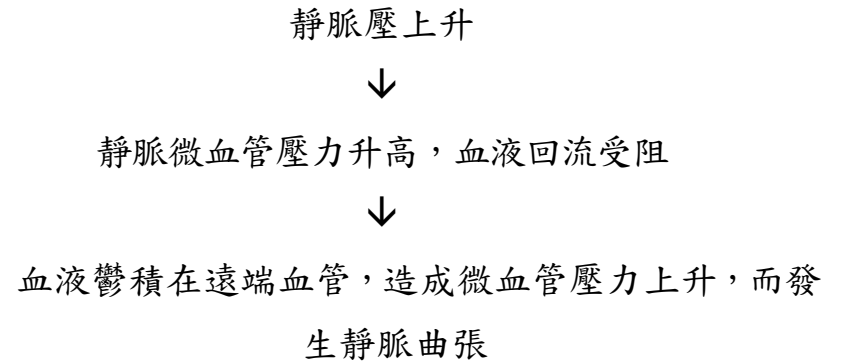 靜脈壓上升
↓
靜脈微血管壓力升高，血液回流受阻
↓
血液鬱積在遠端血管，造成微血管壓力上升，而發
生靜脈曲張